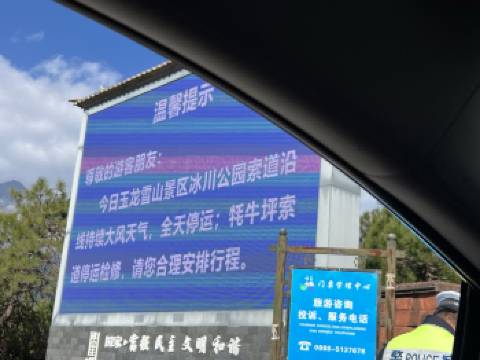 温馨提示
尊敬的游客朋友：
今日玉龙雪山景区冰川公园索道沿
线持续大风天气，全天停运；牦牛坪索
道停运检修，请您合理安排行程。
旅游咨询
投诉、服务电话
富强民主文明和谐
POLICE